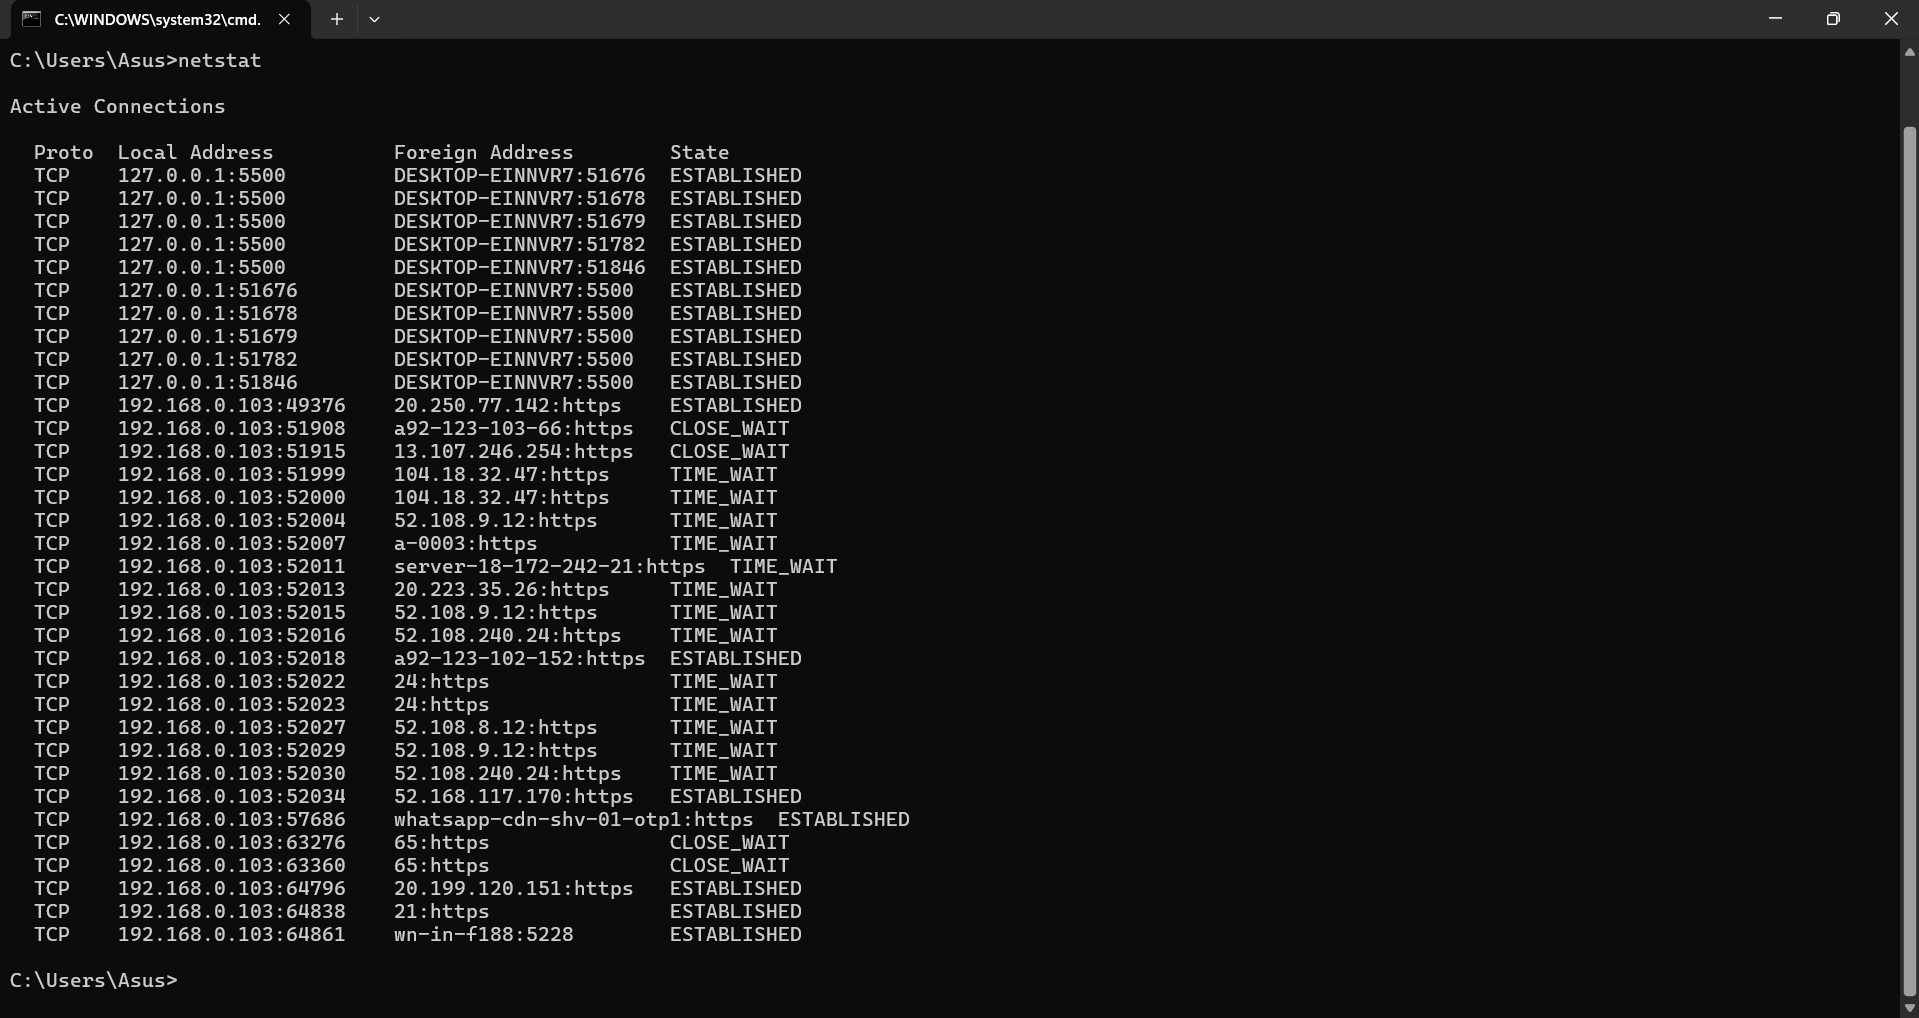 C:\WINDOWS\system32\cmd.
C:\Users\Asus>netstat
Active Connections
Proto  Local Address          Foreign Address        State
TCP    127.0.0.1:5500         DESKTOP-EINNVR7:51676  ESTABLISHED
TCP    127.0.0.1:5500         DESKTOP-EINNVR7:51678  ESTABLISHED
TCP    127.0.0.1:5500         DESKTOP-EINNVR7:51679  ESTABLISHED
TCP    127.0.0.1:5500         DESKTOP-EINNVR7:51782  ESTABLISHED
TCP    127.0.0.1:5500         DESKTOP-EINNVR7:51846  ESTABLISHED
TCP    127.0.0.1:51676        DESKTOP-EINNVR7:5500   ESTABLISHED
TCP    127.0.0.1:51678        DESKTOP-EINNVR7:5500   ESTABLISHED
TCP    127.0.0.1:51679        DESKTOP-EINNVR7:5500   ESTABLISHED
TCP    127.0.0.1:51782        DESKTOP-EINNVR7:5500   ESTABLISHED
TCP    127.0.0.1:51846        DESKTOP-EINNVR7:5500   ESTABLISHED
TCP    192.168.0.103:49376    20.250.77.142:https    ESTABLISHED
TCP    192.168.0.103:51908    a92-123-103-66:https   CLOSE_WAIT
TCP    192.168.0.103:51915    13.107.246.254:https   CLOSE_WAIT
TCP    192.168.0.103:51999    104.18.32.47:https     TIME_WAIT
TCP    192.168.0.103:52000    104.18.32.47:https     TIME_WAIT
TCP    192.168.0.103:52004    52.108.9.12:https      TIME_WAIT
TCP    192.168.0.103:52007    a-0003:https           TIME_WAIT
TCP    192.168.0.103:52011    server-18-172-242-21:https  TIME_WAIT
TCP    192.168.0.103:52013    20.223.35.26:https     TIME_WAIT
TCP    192.168.0.103:52015    52.108.9.12:https      TIME_WAIT
TCP    192.168.0.103:52016    52.108.240.24:https    TIME_WAIT
TCP    192.168.0.103:52018    a92-123-102-152:https  ESTABLISHED
TCP    192.168.0.103:52022    24:https               TIME_WAIT
TCP    192.168.0.103:52023    24:https               TIME_WAIT
TCP    192.168.0.103:52027    52.108.8.12:https      TIME_WAIT
TCP    192.168.0.103:52029    52.108.9.12:https      TIME_WAIT
TCP    192.168.0.103:52030    52.108.240.24:https    TIME_WAIT
TCP    192.168.0.103:52034    52.168.117.170:https   ESTABLISHED
TCP    192.168.0.103:57686    whatsapp-cdn-shv-01-otp1:https  ESTABLISHED
TCP    192.168.0.103:63276    65:https               CLOSE_WAIT
TCP    192.168.0.103:63360    65:https               CLOSE_WAIT
TCP    192.168.0.103:64796    20.199.120.151:https   ESTABLISHED
TCP    192.168.0.103:64838    21:https               ESTABLISHED
TCP    192.168.0.103:64861    wn-in-f188:5228        ESTABLISHED
C:\Users\Asus>